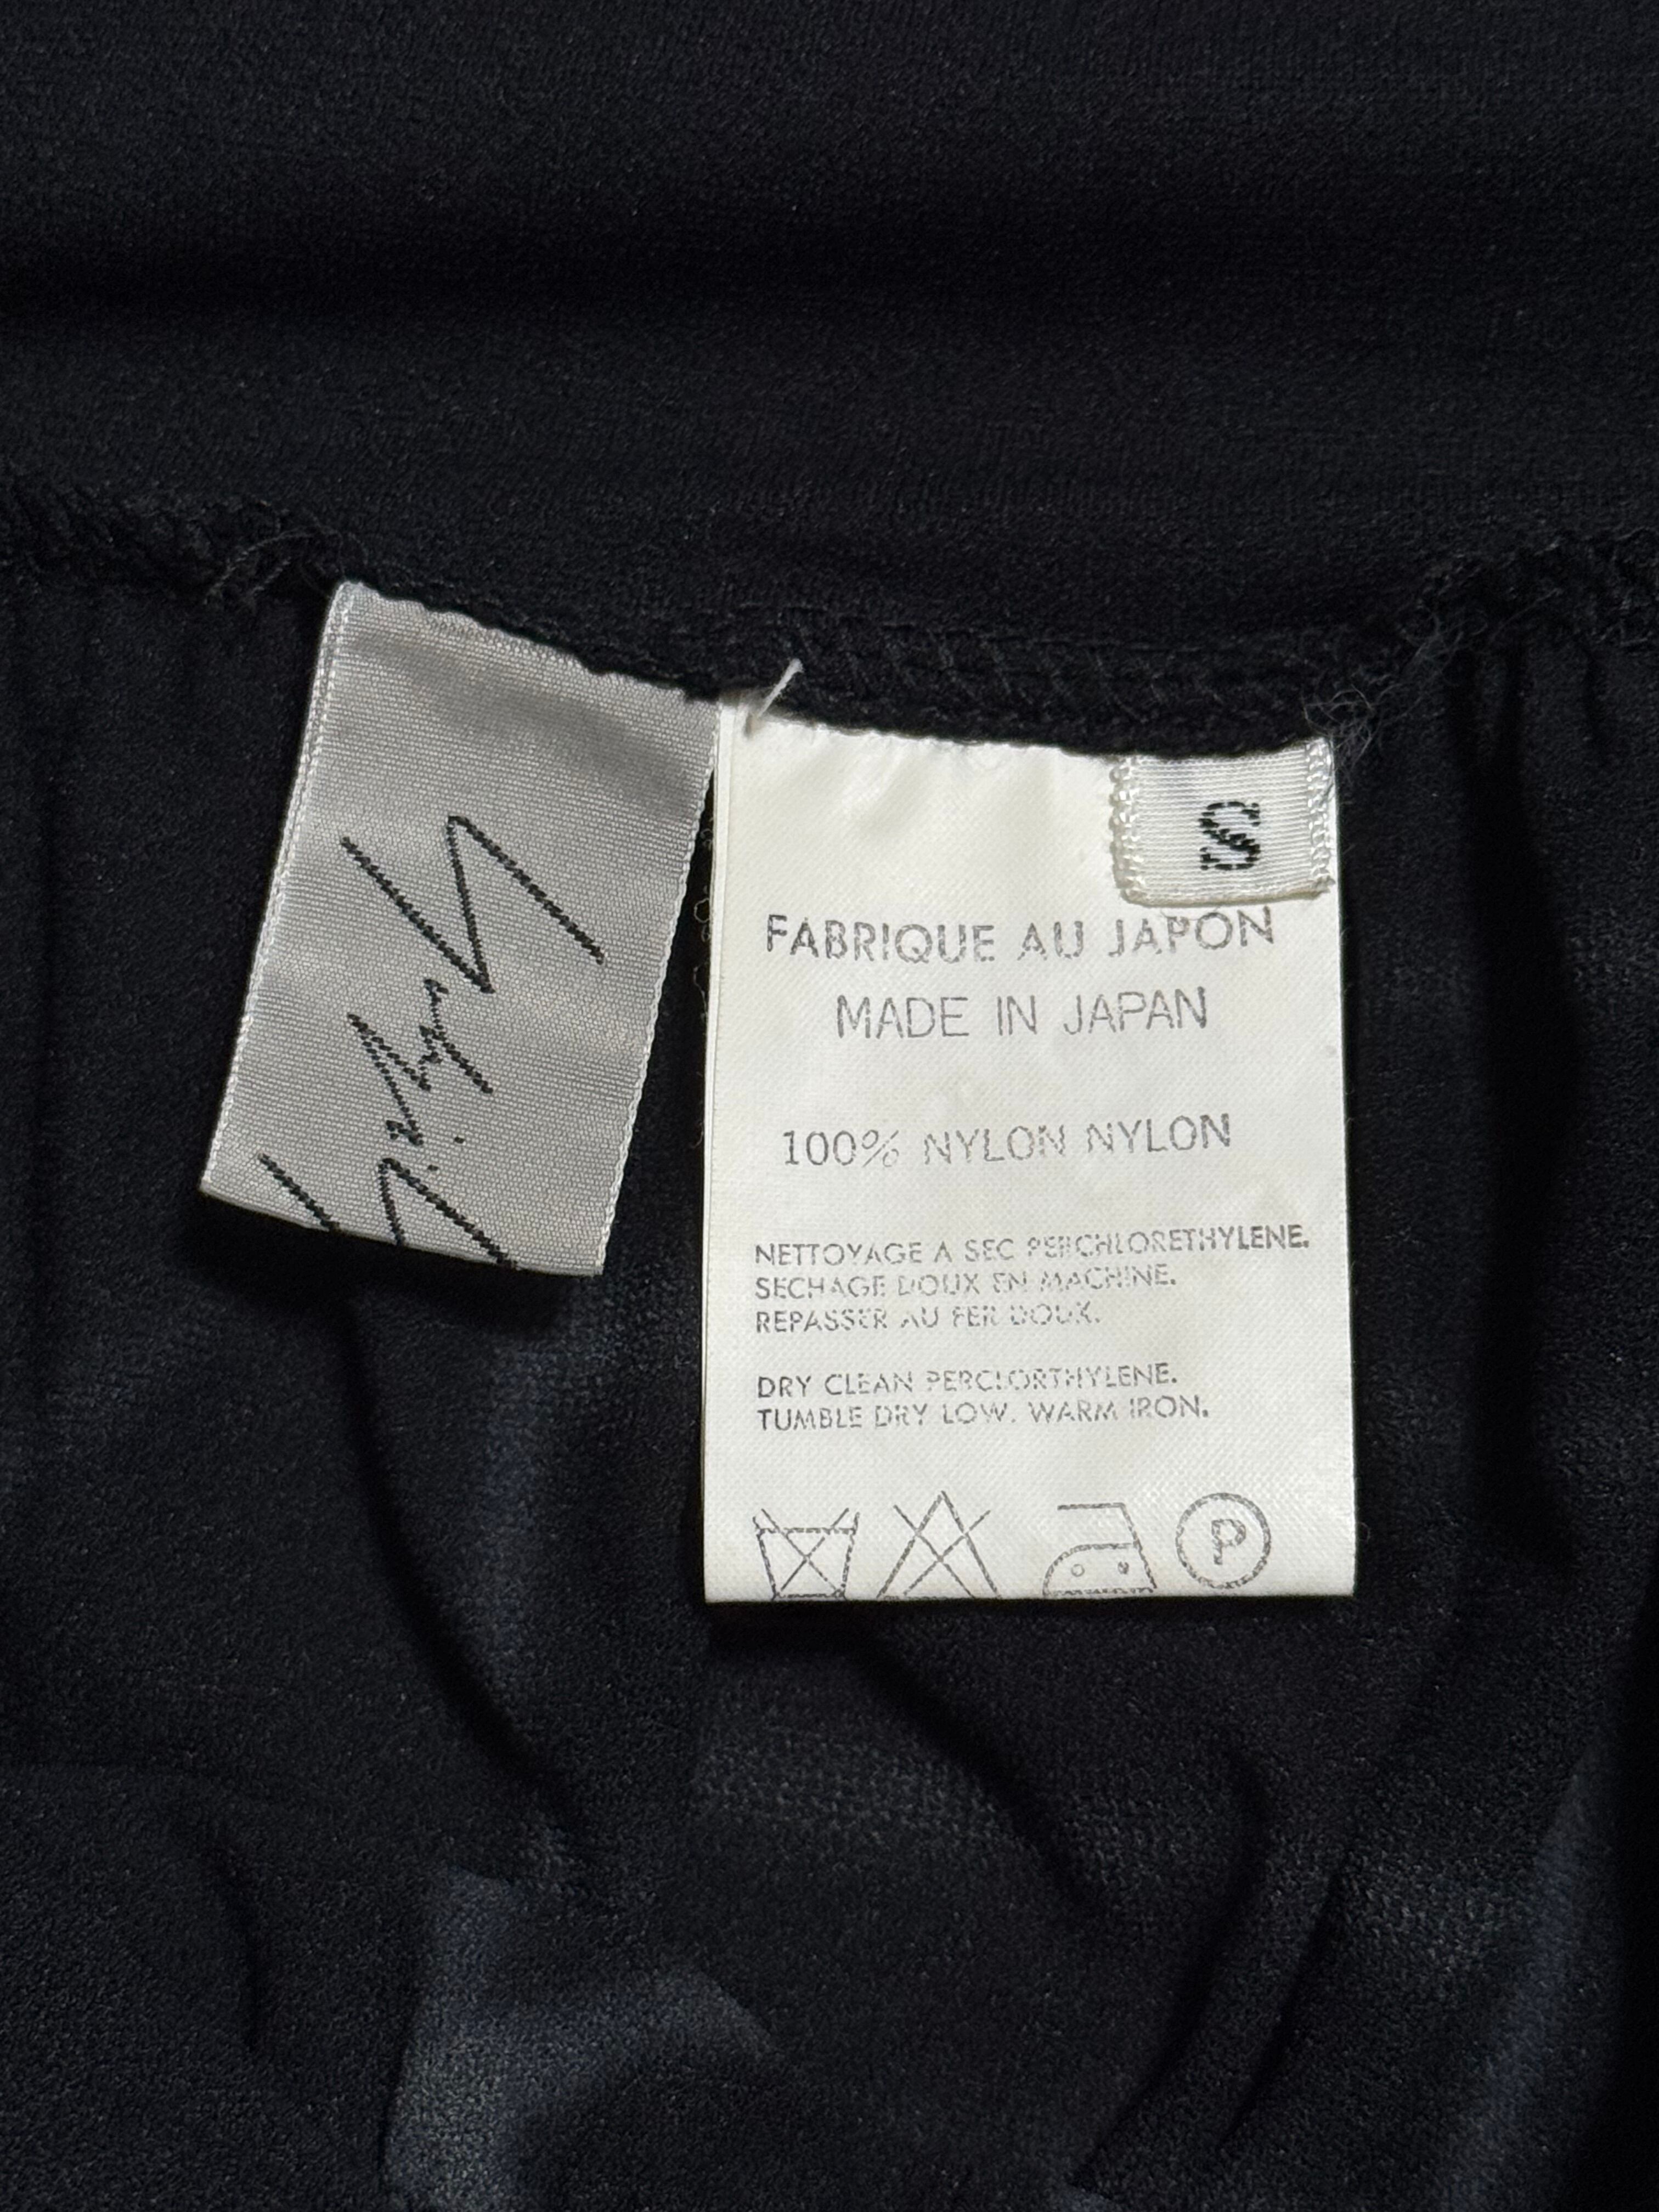 S
FABRIQUE AU JAPON
MADE IN JAPAN
100% NYLON NYLON
NETTOYAGE A SEC PERCHLORETHYLENE.
SECHAGE DOUX EN MACHINE.
REPASSER AU FER DOUX.
DRY CLEAN PERCLORTHYLENE.
TUMBLE DRY LOW. WARM IRON.
P